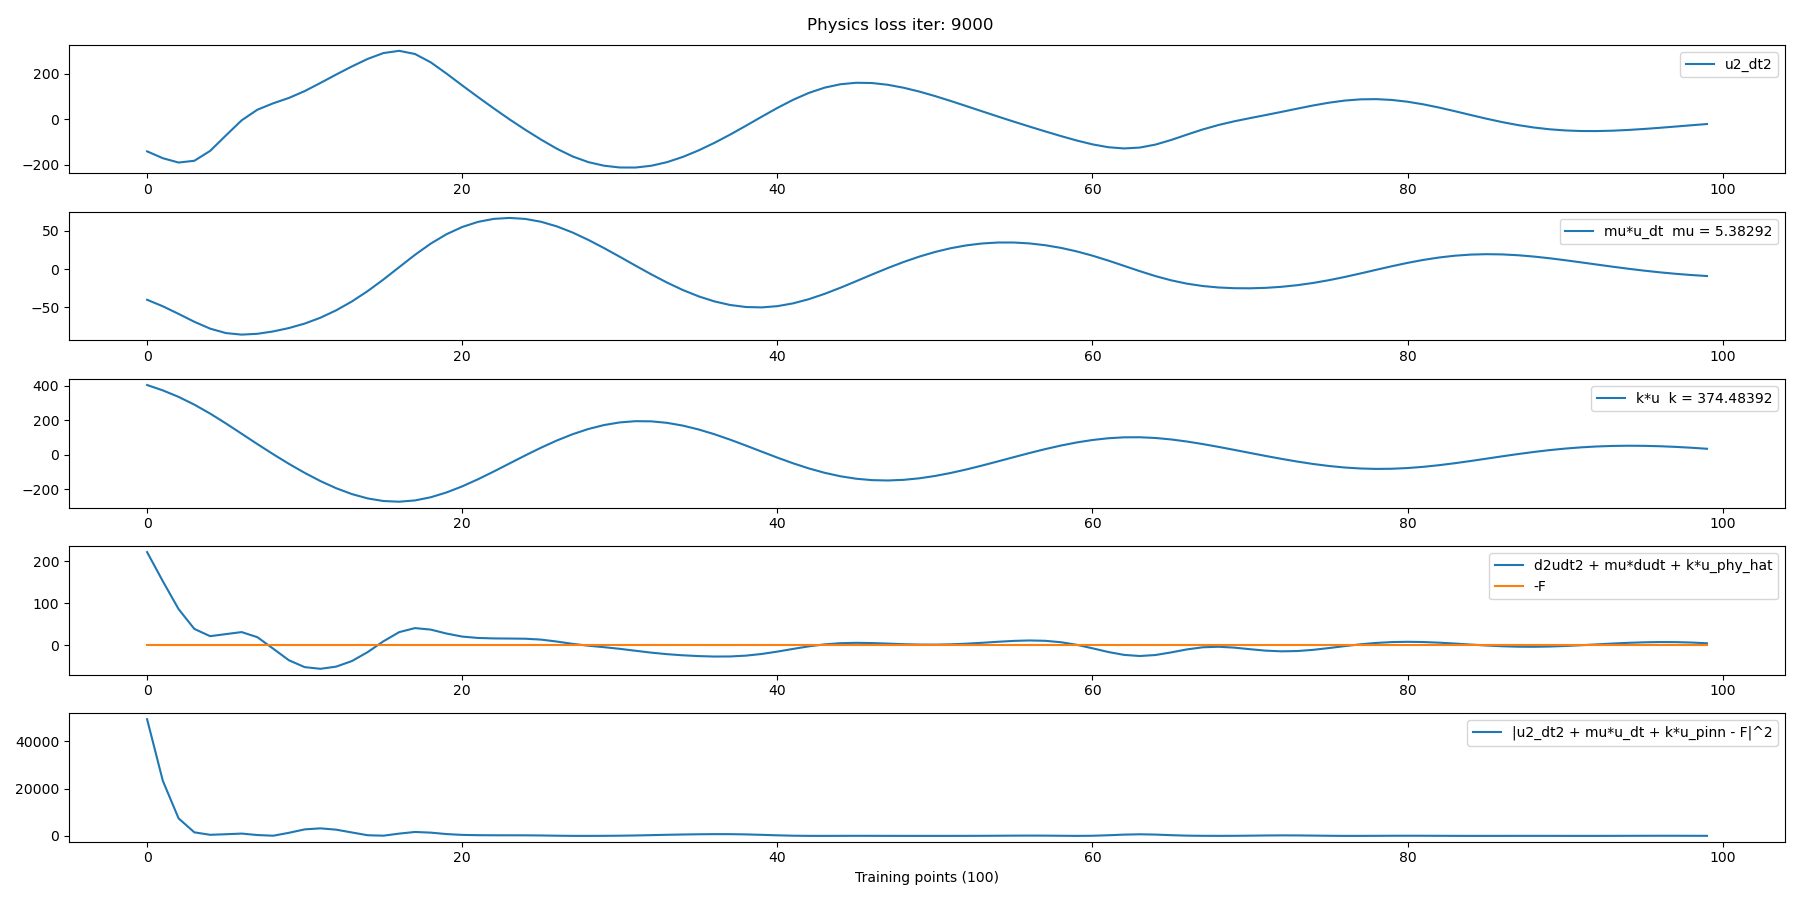 Physics loss iter: 9000
u2_dt2
200
0
−200
0 20 40 60 80 100
mu*u_dt  mu = 5.38292
50
0
−50
0 20 40 60 80 100
k*u  k = 374.48392
400
200
0
−200
0 20 40 60 80 100
d2udt2 + mu*dudt + k*u_phy_hat
-F
200
100
0
0 20 40 60 80 100
|u2_dt2 + mu*u_dt + k*u_pinn - F|^2
40000
20000
0
0 20 40 60 80 100
Training points (100)